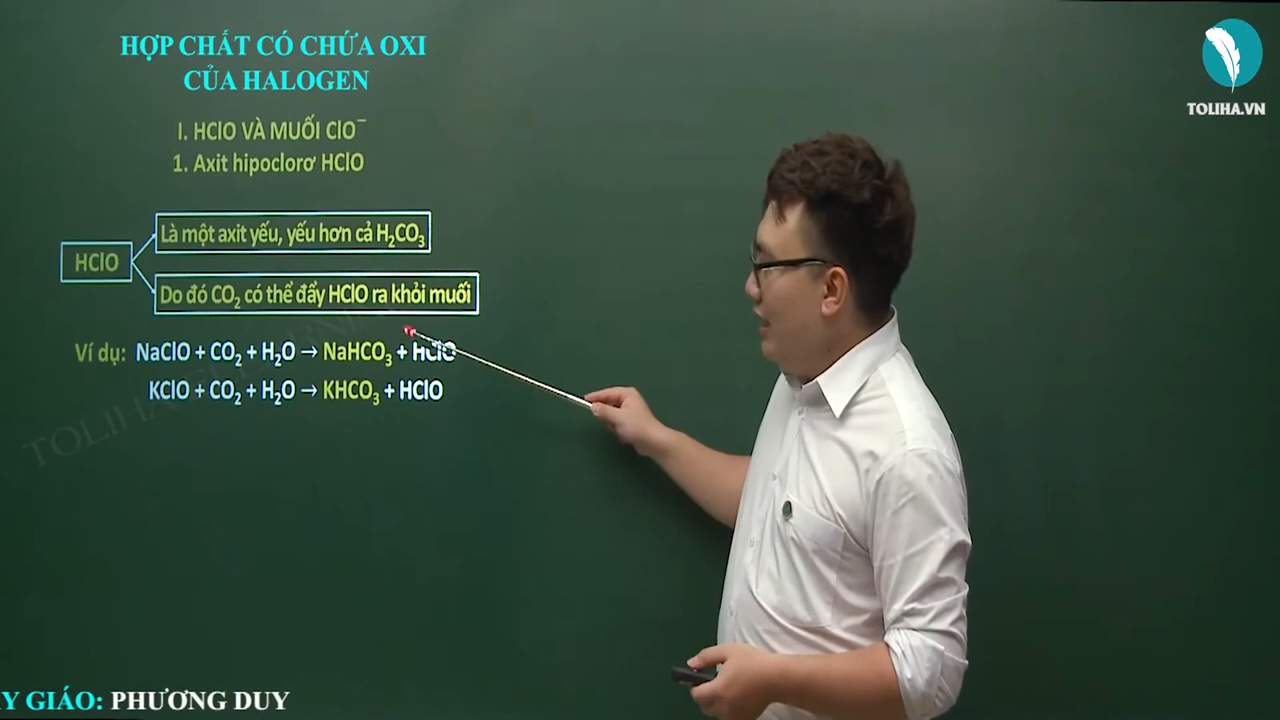 HỢP CHẤT CÓ CHỨA OXI
CỦA HALOGEN
TOLIHA.VN
I. HClO VÀ MUỐI ClO⁻
1. Axit hipoclorơ HClO
Là một axit yếu, yếu hơn cả H₂CO₃
HClO
Do đó CO₂ có thể đẩy HClO ra khỏi muối
Ví dụ: NaClO + CO₂ + H₂O → NaHCO₃ + HClO
KClO + CO₂ + H₂O → KHCO₃ + HClO
Y GIÁO: PHƯƠNG DUY